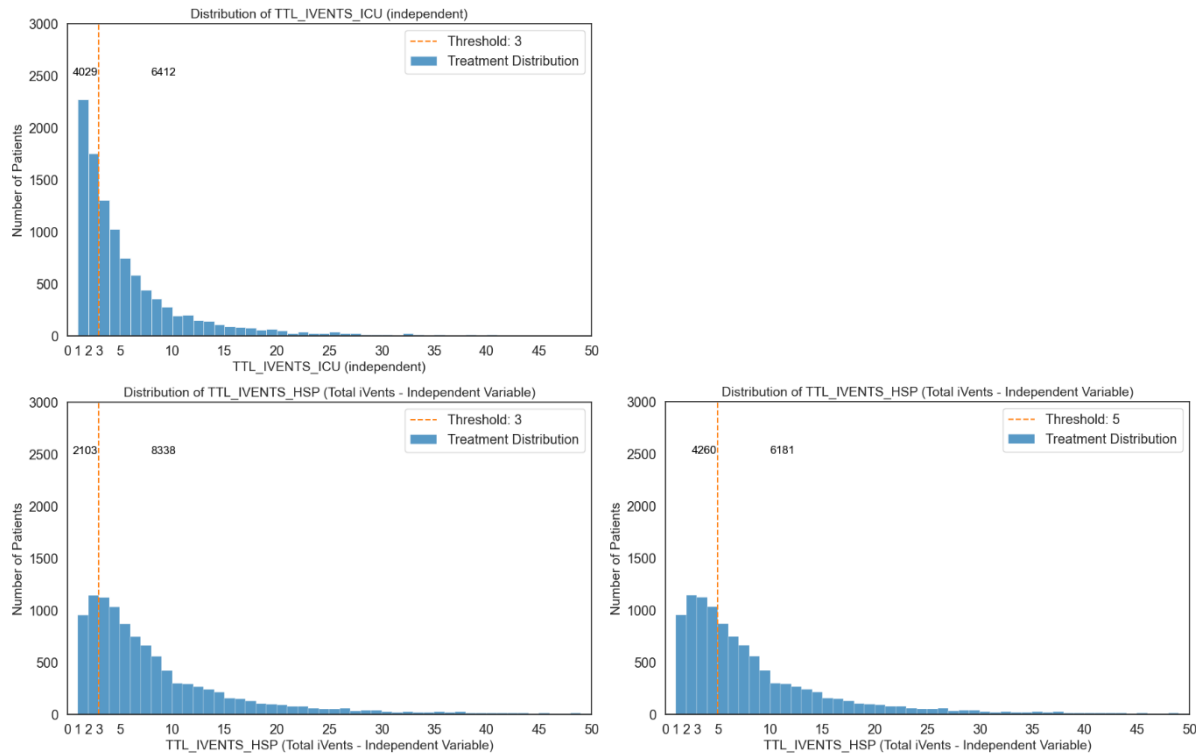 Distribution of TTL_IVENTS_ICU (independent)
3000
2500
2000
1500
1000
500
0
Number of Patients
4029
6412
Threshold: 3
Treatment Distribution
0 1 2 3 5 10 15 20 25 30 35 40 45 50
TTL_IVENTS_ICU (independent)
Distribution of TTL_IVENTS_HSP (Total iVents - Independent Variable)
3000
2500
2000
1500
1000
500
0
Number of Patients
2103
8338
Threshold: 3
Treatment Distribution
0 1 2 3 5 10 15 20 25 30 35 40 45 50
TTL_IVENTS_HSP (Total iVents - Independent Variable)
Distribution of TTL_IVENTS_HSP (Total iVents - Independent Variable)
3000
2500
2000
1500
1000
500
0
Number of Patients
4260
6181
Threshold: 5
Treatment Distribution
0 1 2 3 5 10 15 20 25 30 35 40 45 50
TTL_IVENTS_HSP (Total iVents - Independent Variable)